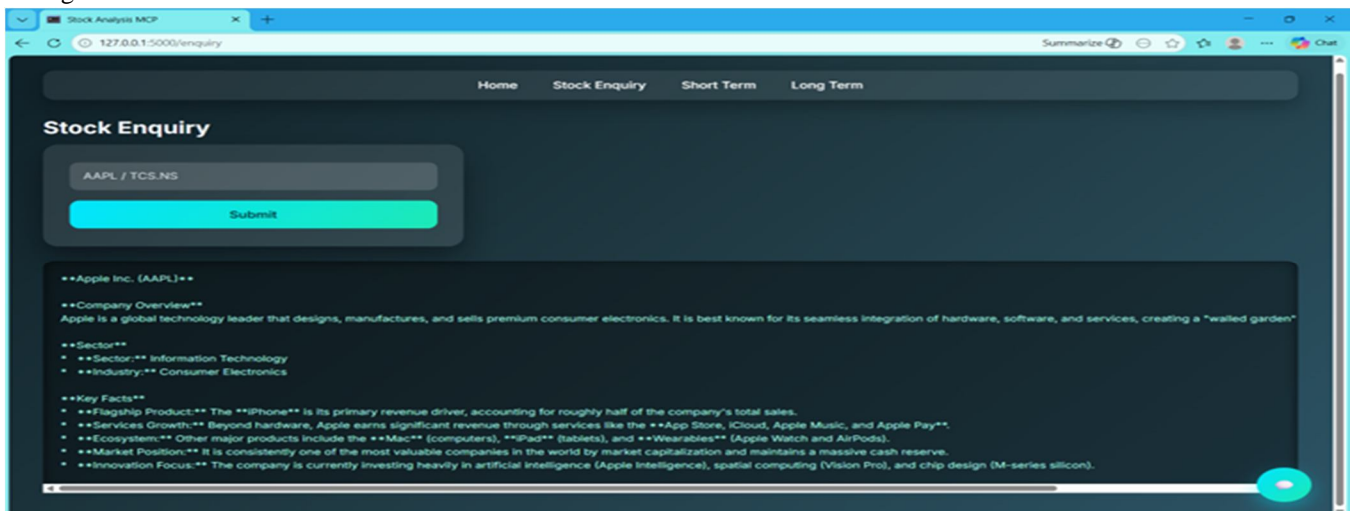 Stock Analysis MCP
127.0.0.1:5000/enquiry
Summarize
Chat
Home Stock Enquiry Short Term Long Term
Stock Enquiry
AAPL / TCS.NS
Submit
**Apple Inc. (AAPL)**
**Company Overview**
Apple is a global technology leader that designs, manufactures, and sells premium consumer electronics. It is best known for its seamless integration of hardware, software, and services, creating a "walled garden"
**Sector**
* **Sector:** Information Technology
* **Industry:** Consumer Electronics
**Key Facts**
* **Flagship Product:** The **iPhone** is its primary revenue driver, accounting for roughly half of the company's total sales.
* **Services Growth:** Beyond hardware, Apple earns significant revenue through services like the **App Store, iCloud, Apple Music, and Apple Pay**.
* **Ecosystem:** Other major products include the **Mac** (computers), **iPad** (tablets), and **Wearables** (Apple Watch and AirPods).
* **Market Position:** It is consistently one of the most valuable companies in the world by market capitalization and maintains a massive cash reserve.
* **Innovation Focus:** The company is currently investing heavily in artificial intelligence (Apple Intelligence), spatial computing (Vision Pro), and chip design (M-series silicon).